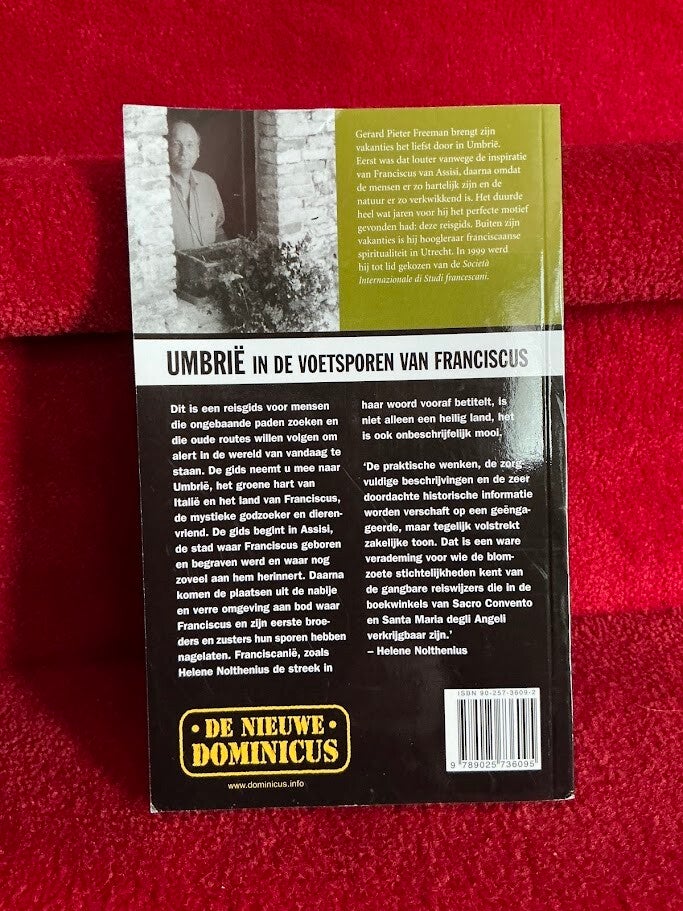 Gerard Pieter Freeman brengt zijn
vakanties het liefst door in Umbrië.
Eerst was dat louter vanwege de inspiratie
van Franciscus van Assisi, daarna omdat
de mensen er zo hartelijk zijn en de
natuur er zo verkwikkend is. Het duurde
heel wat jaren voor hij het perfecte motief
gevonden had: deze reisgids. Buiten zijn
vakanties is hij hoogleraar franciscaanse
spiritualiteit in Utrecht. In 1999 werd
hij tot lid gekozen van de Società
Internazionale di Studi francescani.
UMBRIË IN DE VOETSPOREN VAN FRANCISCUS
Dit is een reisgids voor mensen
die ongebaande paden zoeken en
die oude routes willen volgen om
alert in de wereld van vandaag te
staan. De gids neemt u mee naar
Umbrië, het groene hart van
Italië en het land van Franciscus,
de mystieke godzoeker en dieren-
vriend. De gids begint in Assisi,
de stad waar Franciscus geboren
en begraven werd en waar nog
zoveel aan hem herinnert. Daarna
komen de plaatsen uit de nabije
en verre omgeving aan bod waar
Franciscus en zijn eerste broe-
ders en zusters hun sporen hebben
nagelaten. Franciscanië, zoals
Helene Nolthenius de streek in
haar woord vooraf betitelt, is
niet alleen een heilig land, het
is ook onbeschrijfelijk mooi.
‘De praktische wenken, de zorg-
vuldige beschrijvingen en de zeer
doordachte historische informatie
worden verschaft op een geënga-
geerde, maar tegelijk volstrekt
zakelijke toon. Dat is een ware
verademing voor wie de blom-
zoete stichtelijkheden kent van
de gangbare reiswijzers die in de
boekwinkels van Sacro Convento
en Santa Maria degli Angeli
verkrijgbaar zijn.’
– Helene Nolthenius
· DE NIEUWE ·
DOMINICUS
www.dominicus.info
ISBN 90-257-3609-2
9 789025 736095